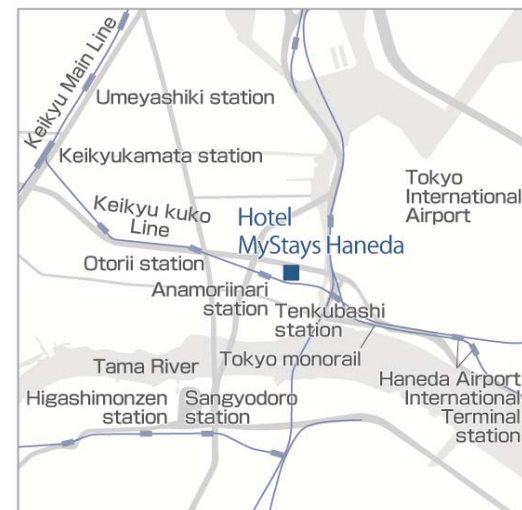 Keikyu Main Line
Umeyashiki station
Keikyukamata station
Tokyo
International
Airport
Keikyu kuko
Line
Hotel
MyStays Haneda
Otorii station
Anamoriinari
station
Tenkubashi
station
Tokyo monorail
Tama River
Haneda Airport
International
Terminal
station
Higashimonzen
station
Sangyodoro
station